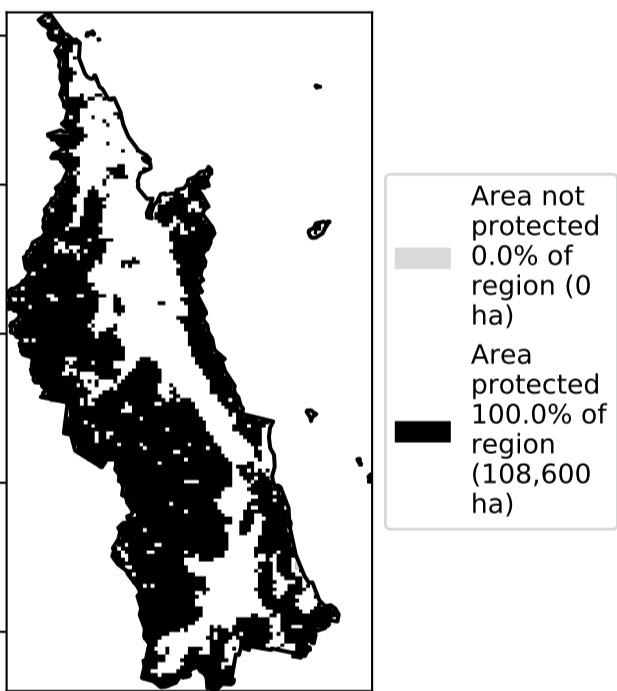 Area not
protected
0.0% of
region (0
ha)
Area
protected
100.0% of
region
(108,600
ha)